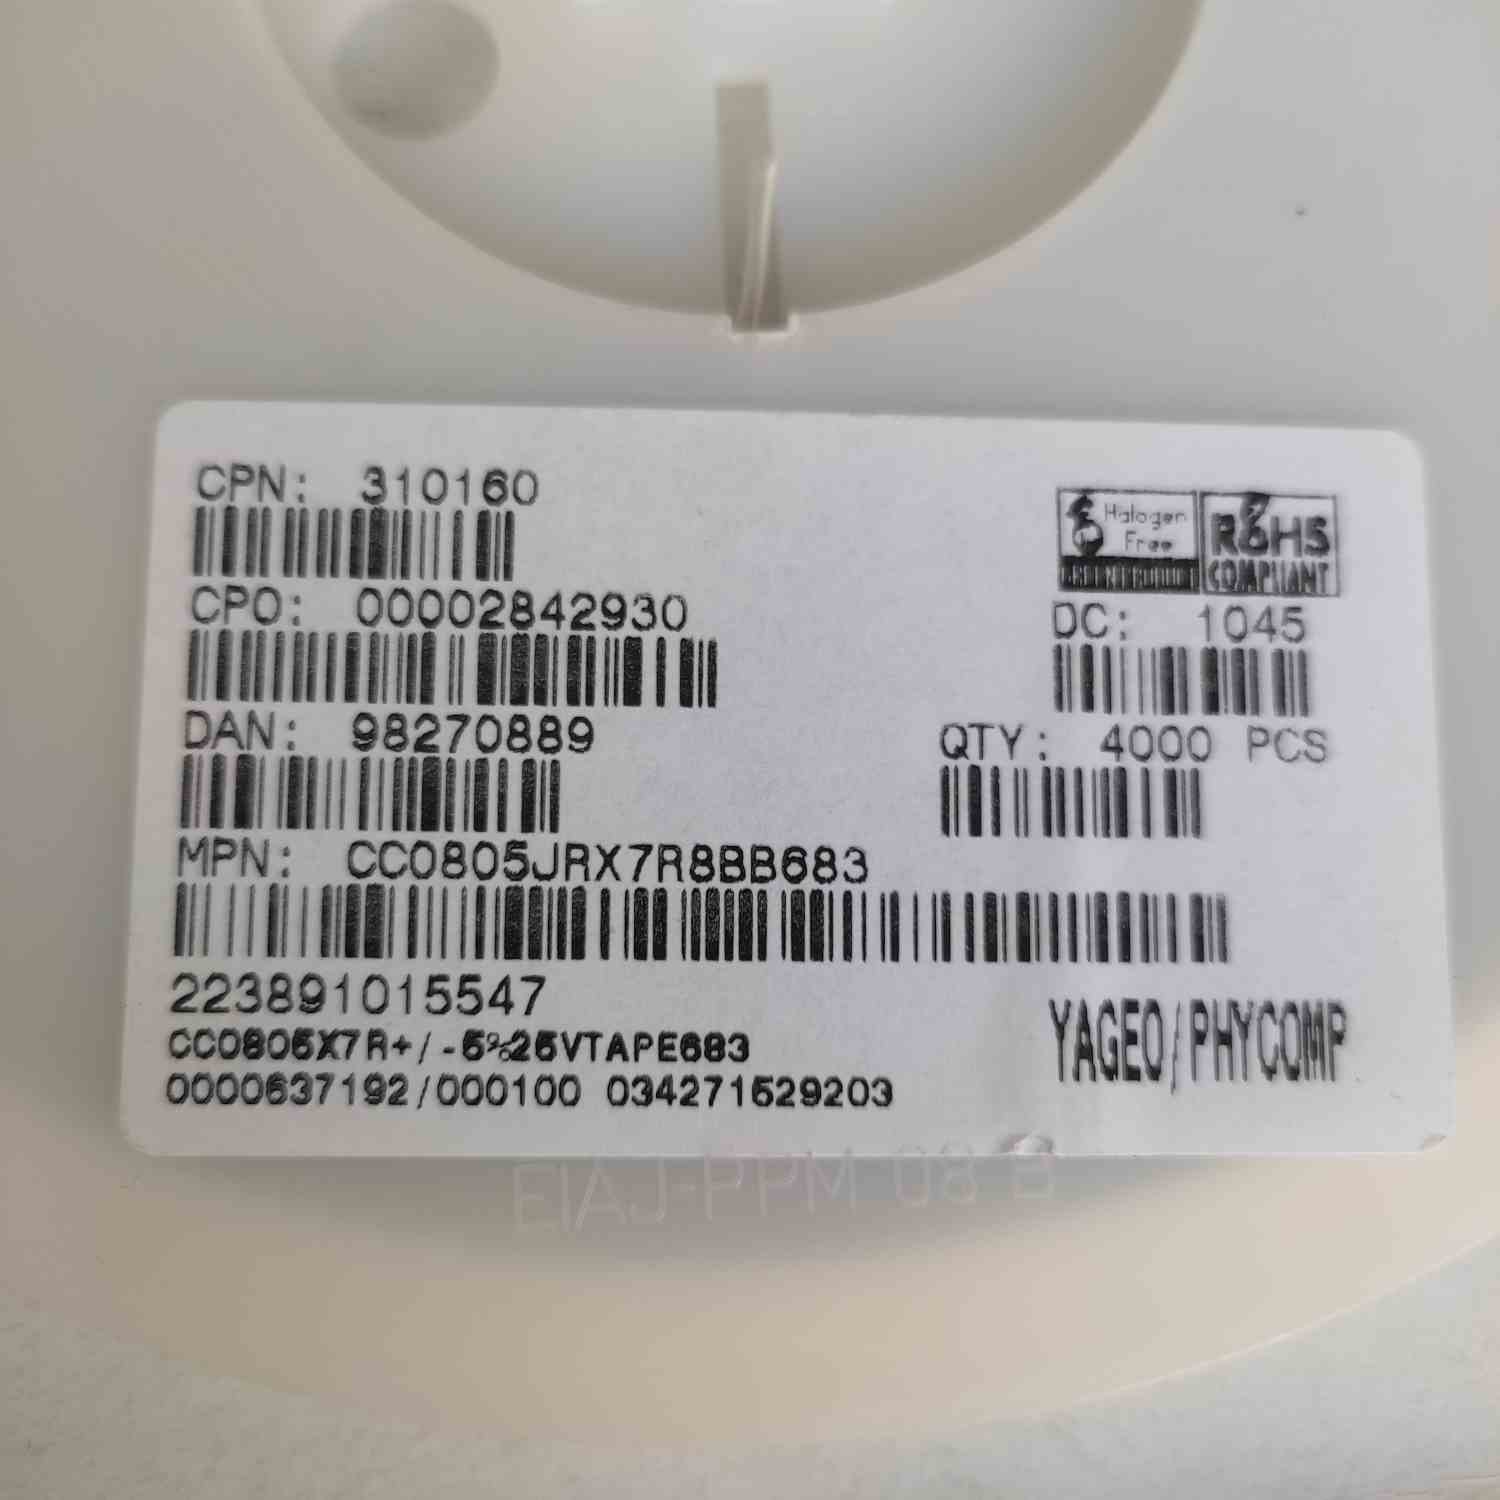 CPN: 310160
Halogen Free
RoHS COMPLIANT
CPO: 00002842930
DC: 1045
DAN: 98270889
QTY: 4000 PCS
MPN: CC0805JRX7R8BB683
223891015547
CC0805X7R+/-5%25VTAPE683
YAGEO/PHYCOMP
0000637192/000100 034271529203
EIAJ-PPM 08 B